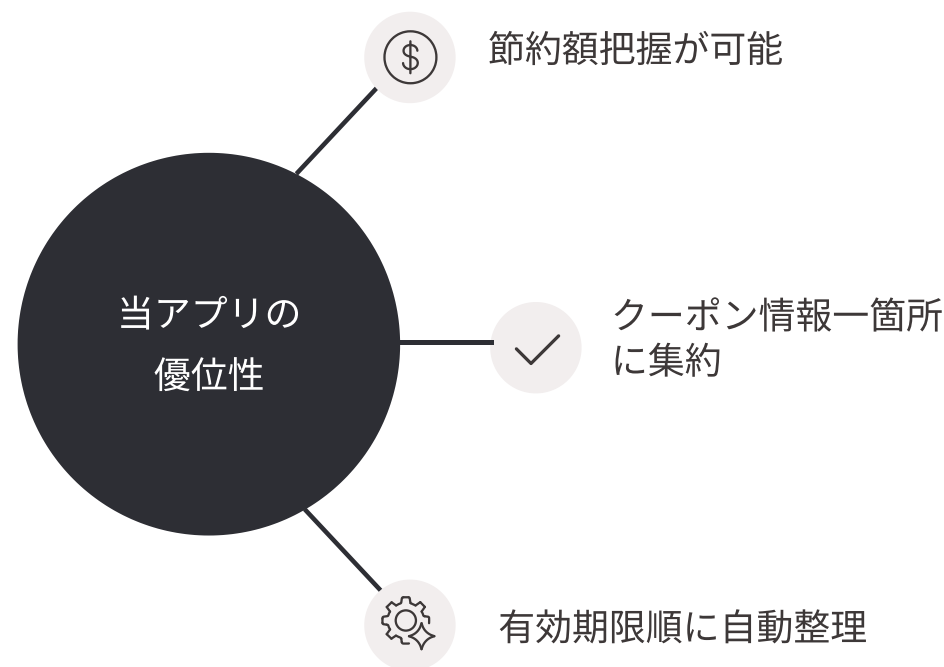 節約額把握が可能
当アプリの
優位性
クーポン情報一箇所
に集約
有効期限順に自動整理